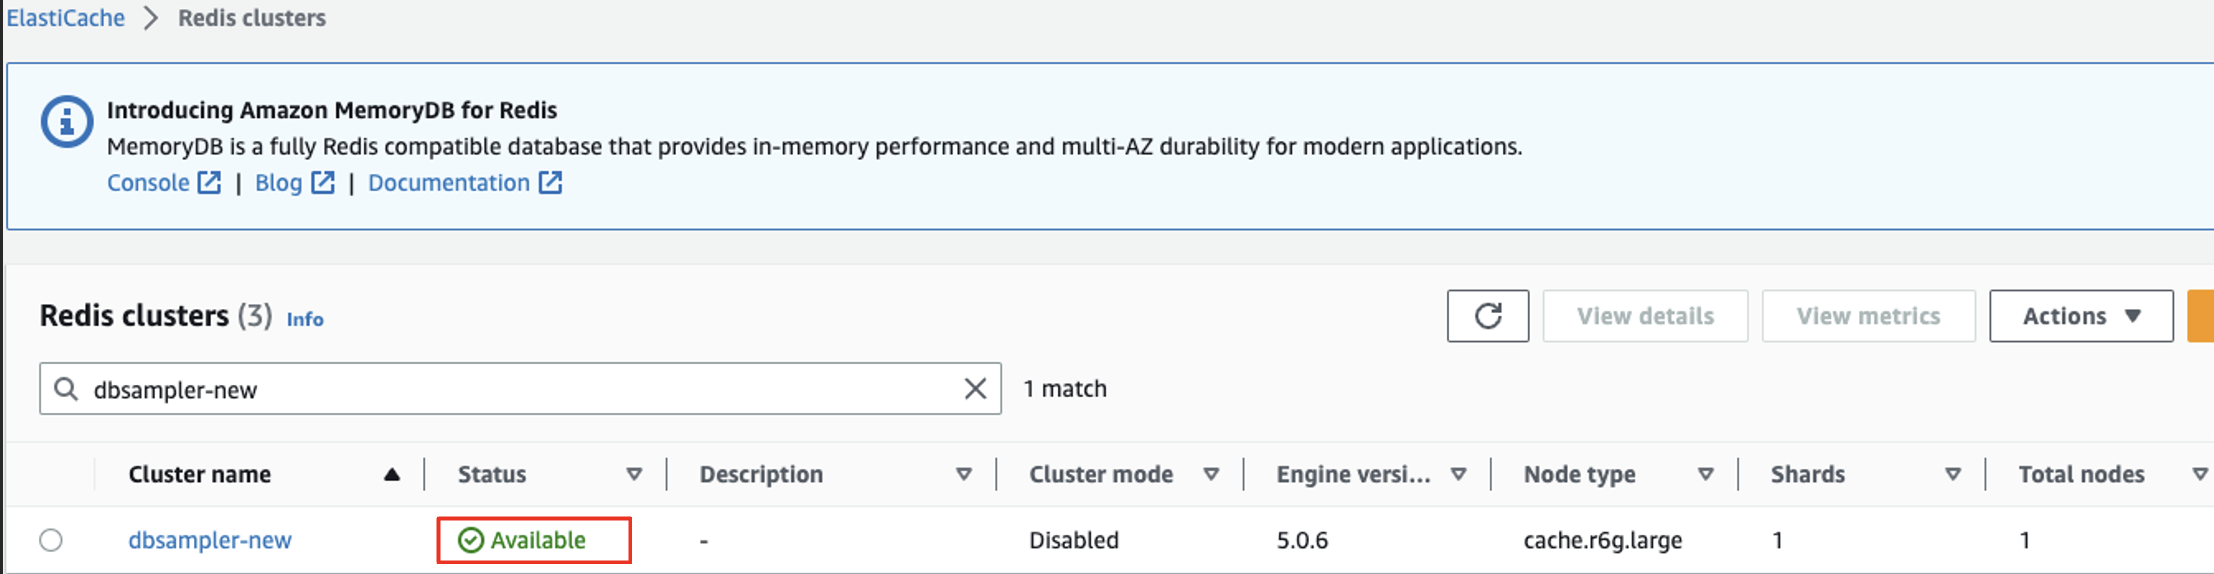 ElastiCache > Redis clusters
Introducing Amazon MemoryDB for Redis
MemoryDB is a fully Redis compatible database that provides in-memory performance and multi-AZ durability for modern applications.
Console | Blog | Documentation
Redis clusters (3) Info
View details View metrics Actions
dbsampler-new 1 match
Cluster name Status Description Cluster mode Engine versi... Node type Shards Total nodes
dbsampler-new Available - Disabled 5.0.6 cache.r6g.large 1 1